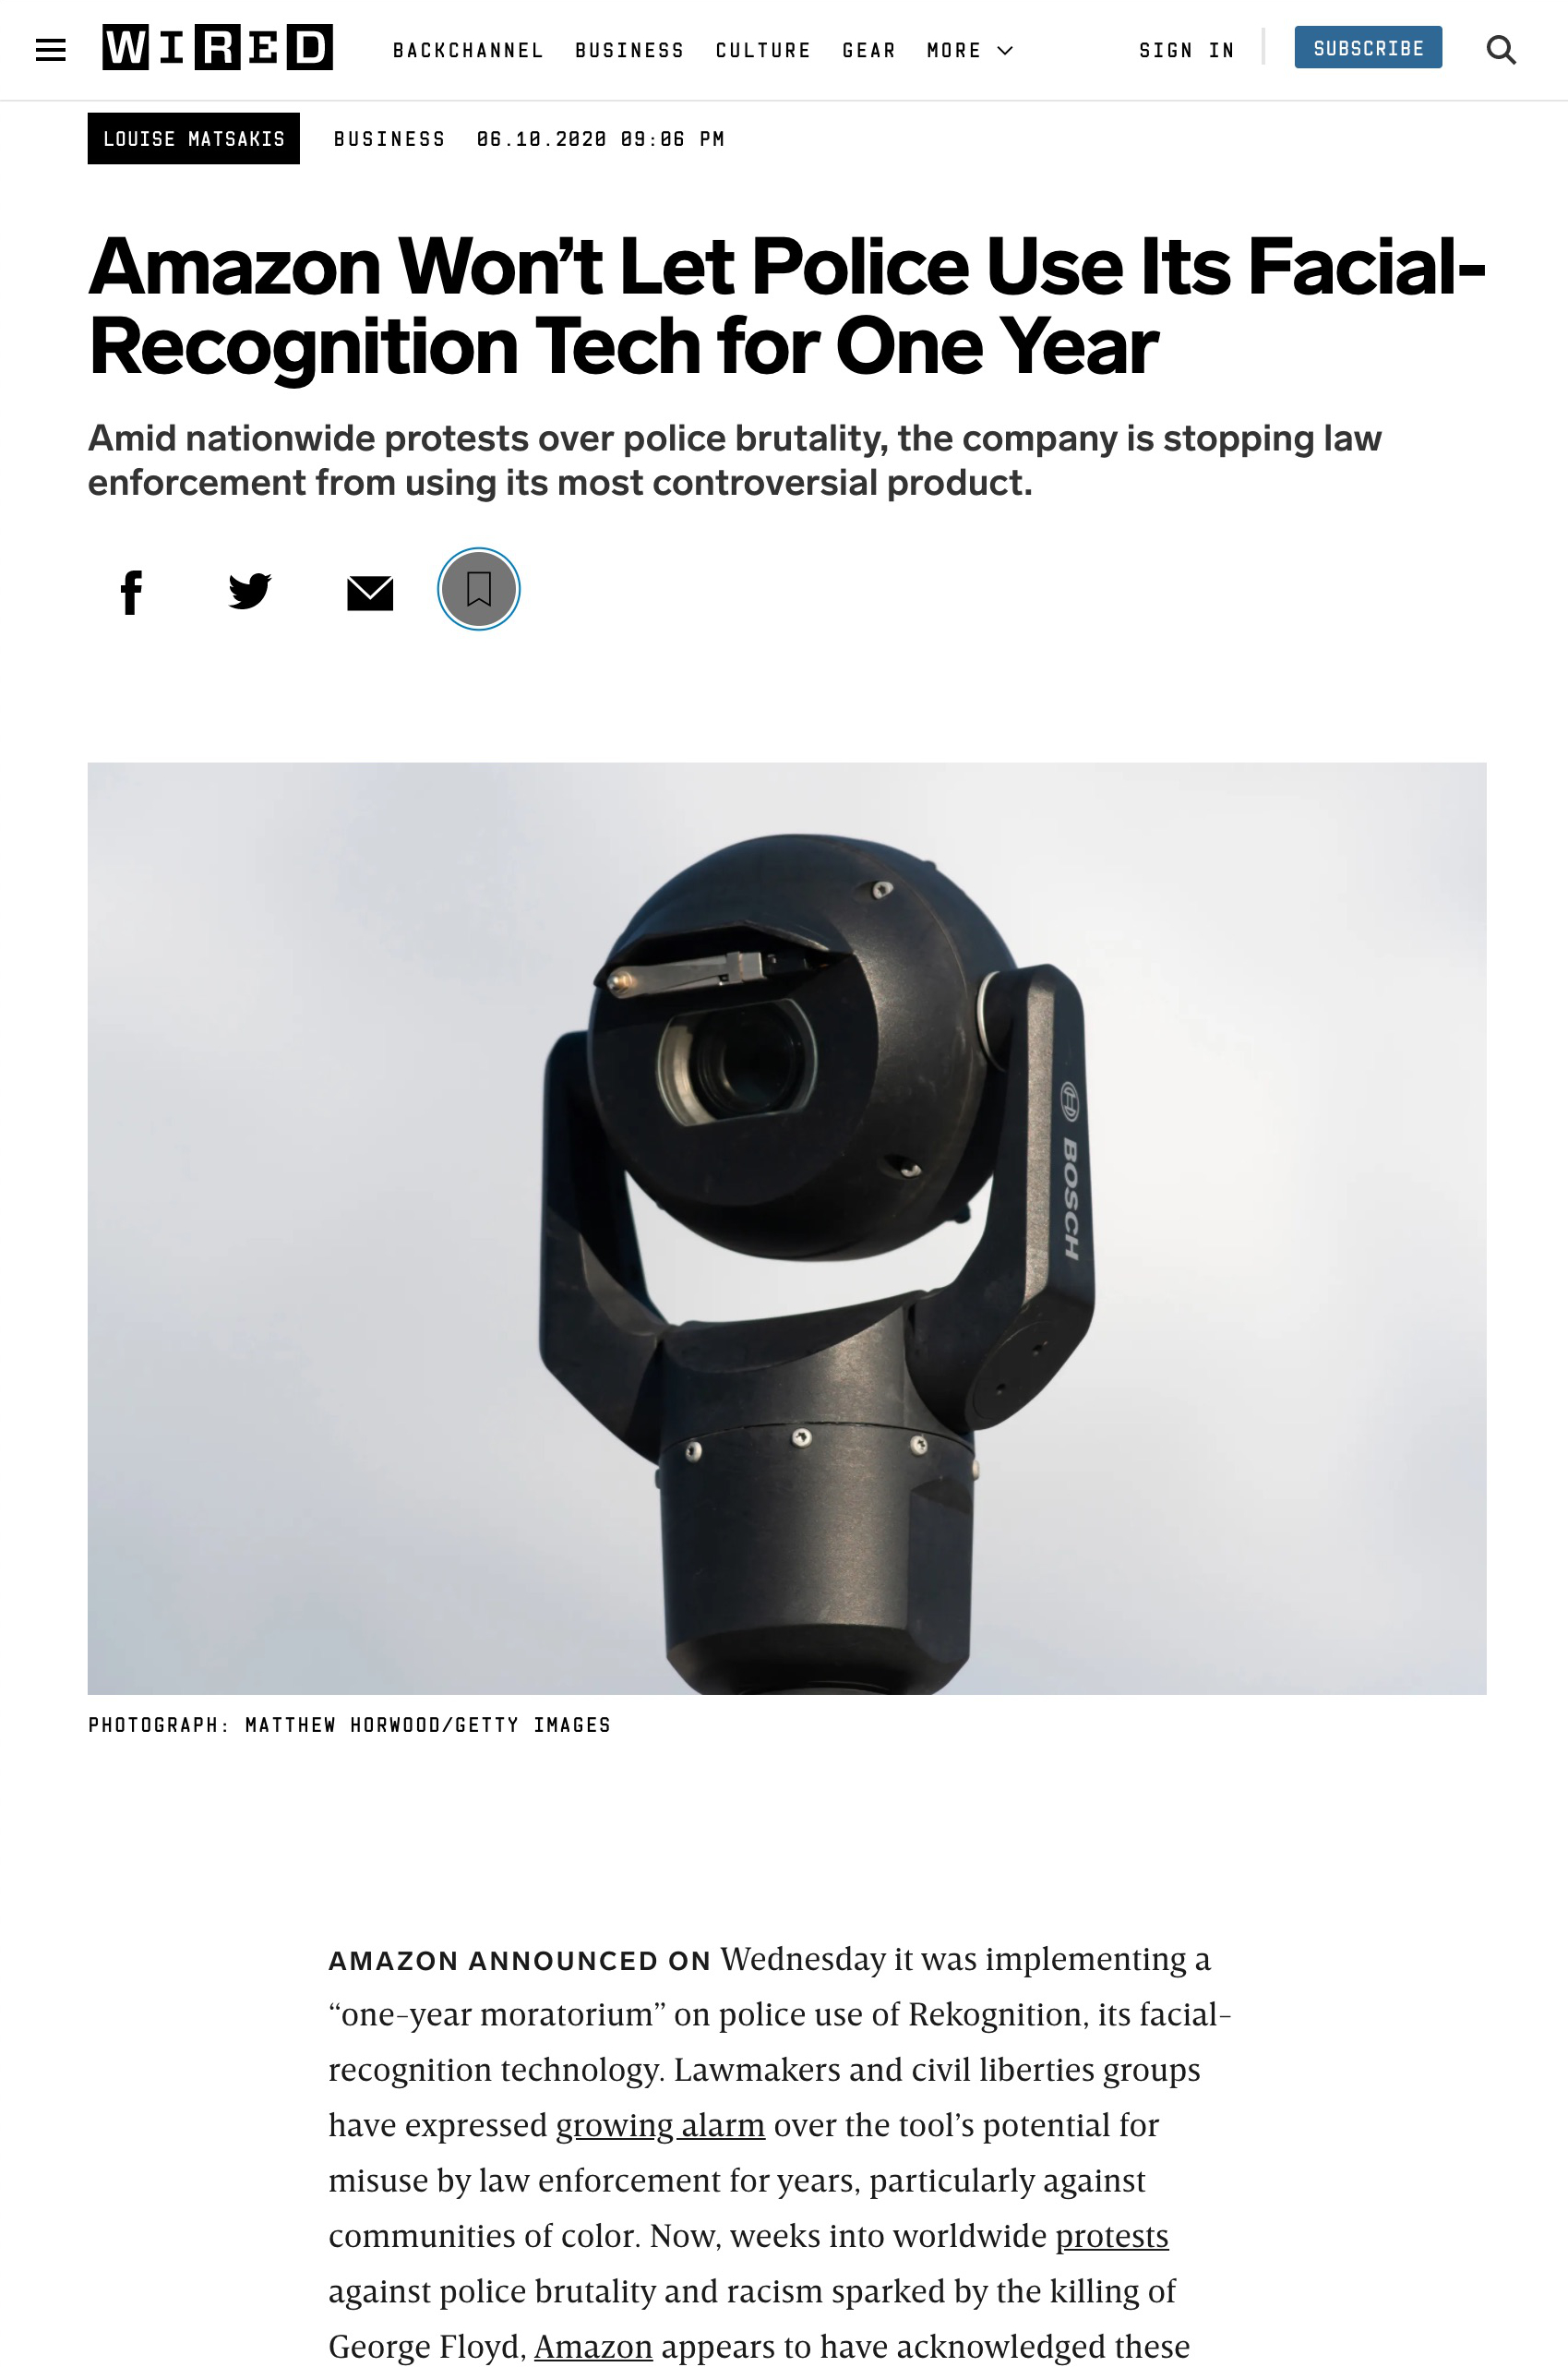 WIRED
BACKCHANNEL BUSINESS CULTURE GEAR MORE
SIGN IN
SUBSCRIBE
LOUISE MATSAKIS
BUSINESS
06.10.2020 09:06 PM
Amazon Won’t Let Police Use Its Facial-
Recognition Tech for One Year
Amid nationwide protests over police brutality, the company is stopping law
enforcement from using its most controversial product.
BOSCH
PHOTOGRAPH: MATTHEW HORWOOD/GETTY IMAGES
AMAZON ANNOUNCED ON Wednesday it was implementing a
“one-year moratorium” on police use of Rekognition, its facial-
recognition technology. Lawmakers and civil liberties groups
have expressed growing alarm over the tool’s potential for
misuse by law enforcement for years, particularly against
communities of color. Now, weeks into worldwide protests
against police brutality and racism sparked by the killing of
George Floyd, Amazon appears to have acknowledged these